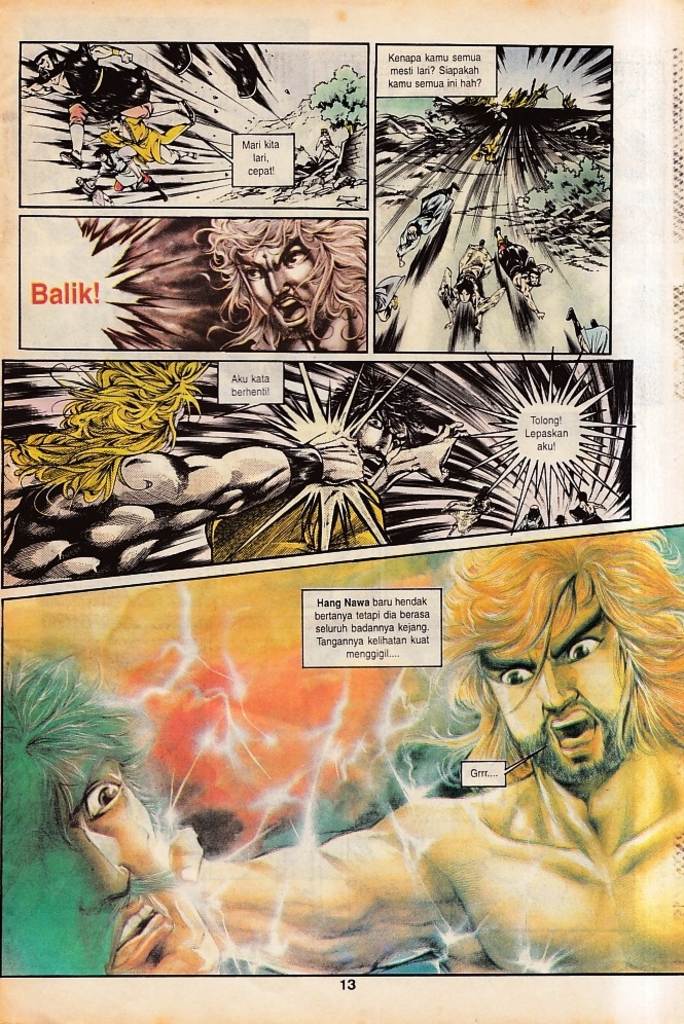 Mari kita
lari,
cepat!
Kenapa kamu semua
mesti lari? Siapakah
kamu semua ini hah?
Balik!
Aku kata
berhenti!
Tolong!
Lepaskan
aku!
Hang Nawa baru hendak
bertanya tetapi dia berasa
seluruh badannya kejang.
Tangannya kelihatan kuat
menggigil....
Grrr....
13